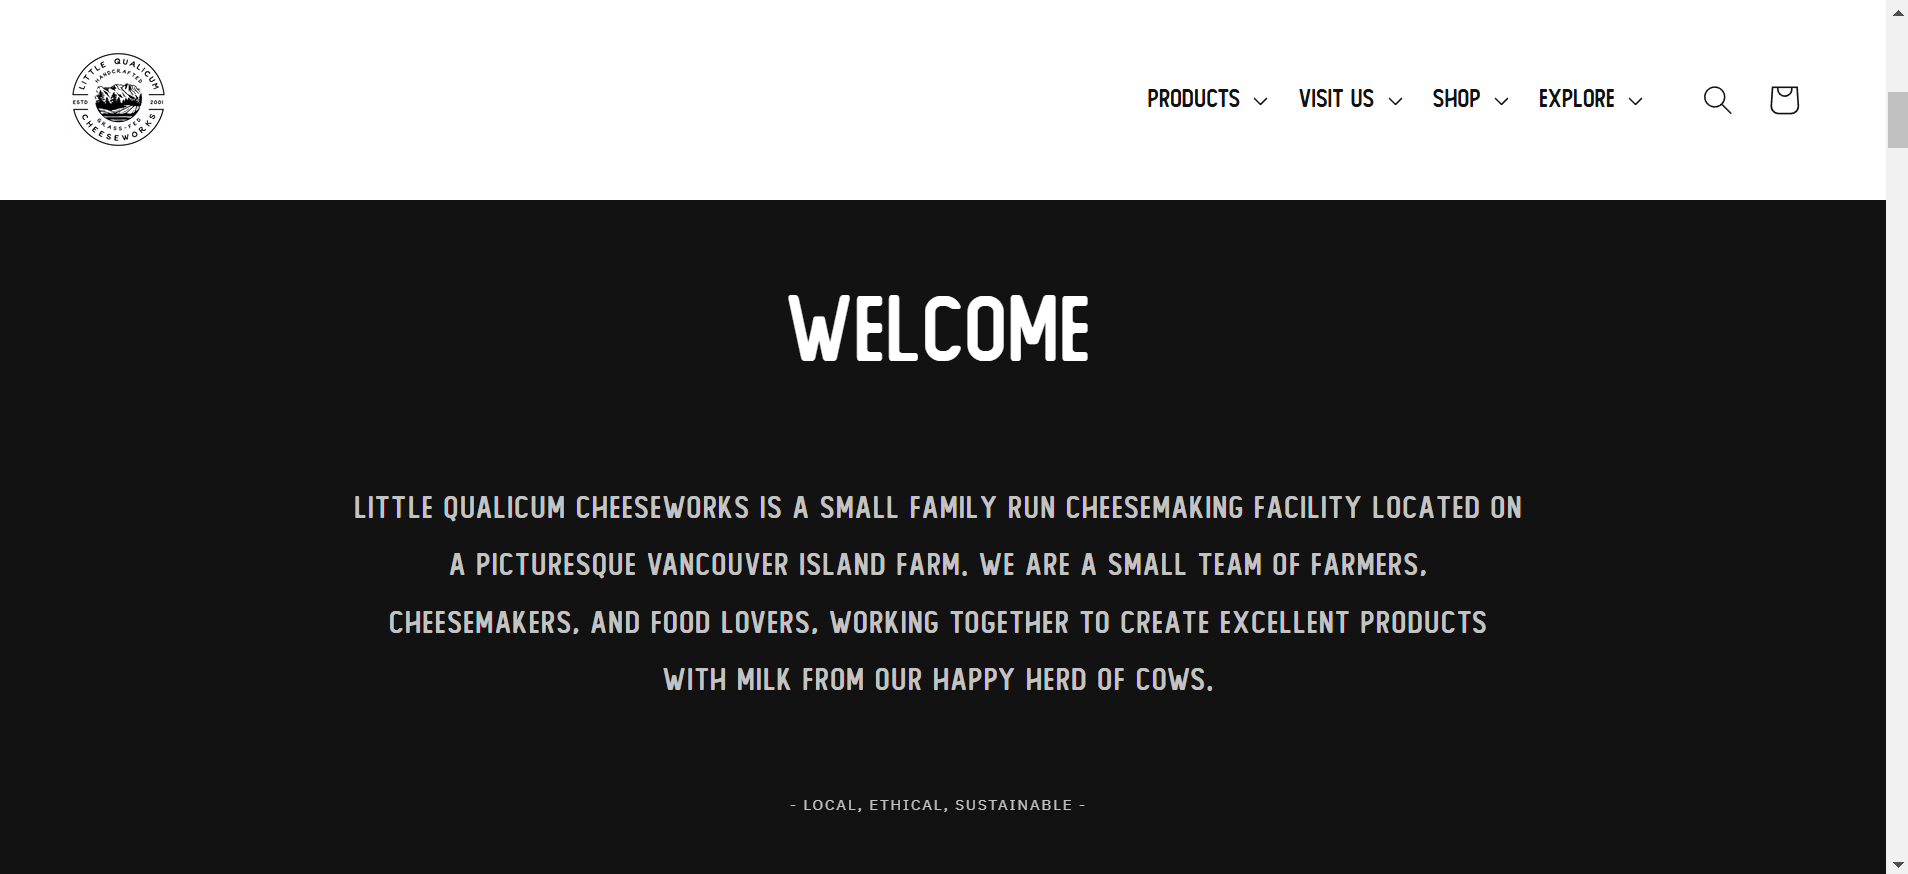 LITTLE QUALICUM
HANDCRAFTED
ESTD 2001
GRASS-FED
CHEESEWORKS
PRODUCTS VISIT US SHOP EXPLORE
WELCOME
LITTLE QUALICUM CHEESEWORKS IS A SMALL FAMILY RUN CHEESEMAKING FACILITY LOCATED ON
A PICTURESQUE VANCOUVER ISLAND FARM. WE ARE A SMALL TEAM OF FARMERS,
CHEESEMAKERS, AND FOOD LOVERS, WORKING TOGETHER TO CREATE EXCELLENT PRODUCTS
WITH MILK FROM OUR HAPPY HERD OF COWS.
- LOCAL, ETHICAL, SUSTAINABLE -